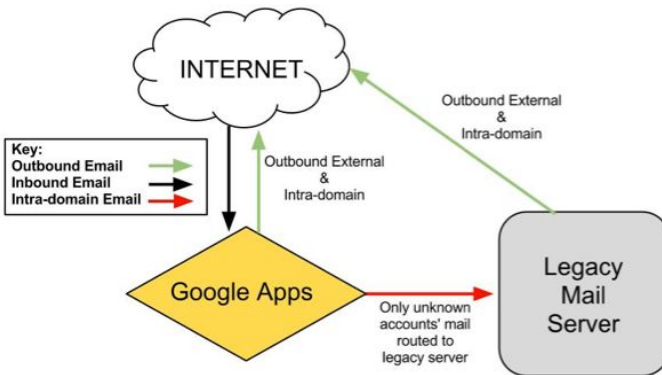 INTERNET
Outbound External
&
Intra-domain
Key:
Outbound Email
Inbound Email
Intra-domain Email
Outbound External
&
Intra-domain
Google Apps
Only unknown
accounts' mail
routed to
legacy server
Legacy
Mail
Server